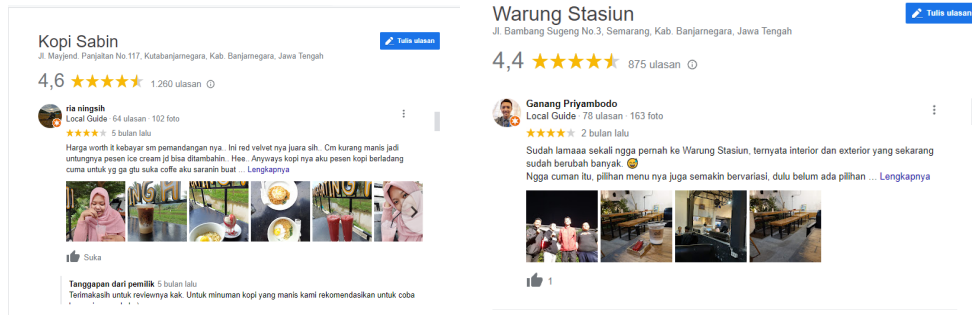 Kopi Sabin
Tulis ulasan
Jl. Mayjend. Panjaitan No.117, Kutabanjarnegara, Kab. Banjarnegara, Jawa Tengah
4,6
1.260 ulasan
ria ningsih
Local Guide · 64 ulasan · 102 foto
5 bulan lalu
Harga worth it kebayar sm pemandangan nya.. Ini red velvet nya juara sih.. Cm kurang manis jadi
untungnya pesen ice cream jd bisa ditambahin.. Hee.. Anyways kopi nya aku pesen kopi berladang
cuma untuk yg ga gtu suka coffe aku saranin buat ... Lengkapnya
Suka
Tanggapan dari pemilik 5 bulan lalu
Terimakasih untuk reviewnya kak. Untuk minuman kopi yang manis kami rekomendasikan untuk coba
Warung Stasiun
Tulis ulasan
Jl. Bambang Sugeng No.3, Semarang, Kab. Banjarnegara, Jawa Tengah
4,4
875 ulasan
Ganang Priyambodo
Local Guide · 78 ulasan · 163 foto
2 bulan lalu
Sudah lamaaa sekali ngga pernah ke Warung Stasiun, ternyata interior dan exterior yang sekarang
sudah berubah banyak. 😅
Ngga cuman itu, pilihan menu nya juga semakin bervariasi, dulu belum ada pilihan ... Lengkapnya
1